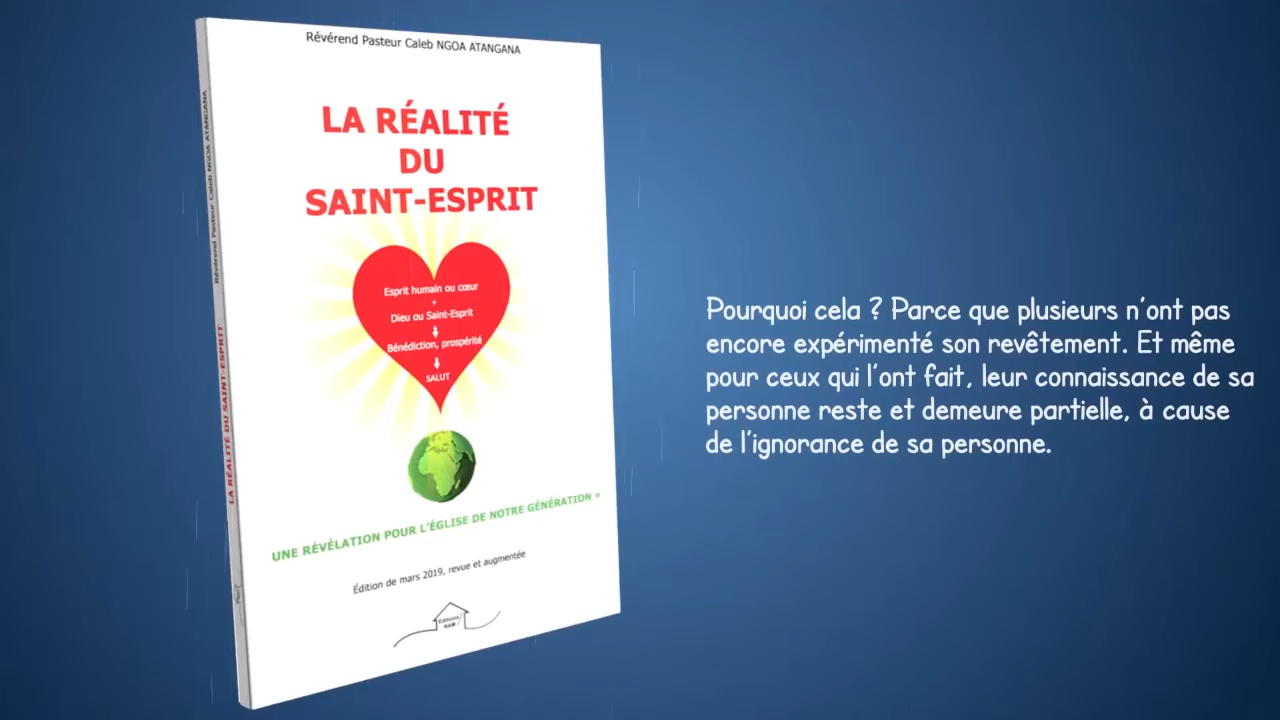 Révérend Pasteur Caleb NGOA ATANGANA
LA RÉALITÉ
DU
SAINT-ESPRIT
Esprit humain ou cœur
+
Dieu ou Saint-Esprit
Bénédiction, prospérité
SALUT
UNE RÉVÉLATION POUR L'ÉGLISE DE NOTRE GÉNÉRATION »
Édition de mars 2019, revue et augmentée
Éditions
LA RÉALITÉ DU SAINT-ESPRIT
Révérend Pasteur Caleb NGOA ATANGANA
Pourquoi cela ? Parce que plusieurs n'ont pas
encore expérimenté son revêtement. Et même
pour ceux qui l'ont fait, leur connaissance de sa
personne reste et demeure partielle, à cause
de l'ignorance de sa personne.